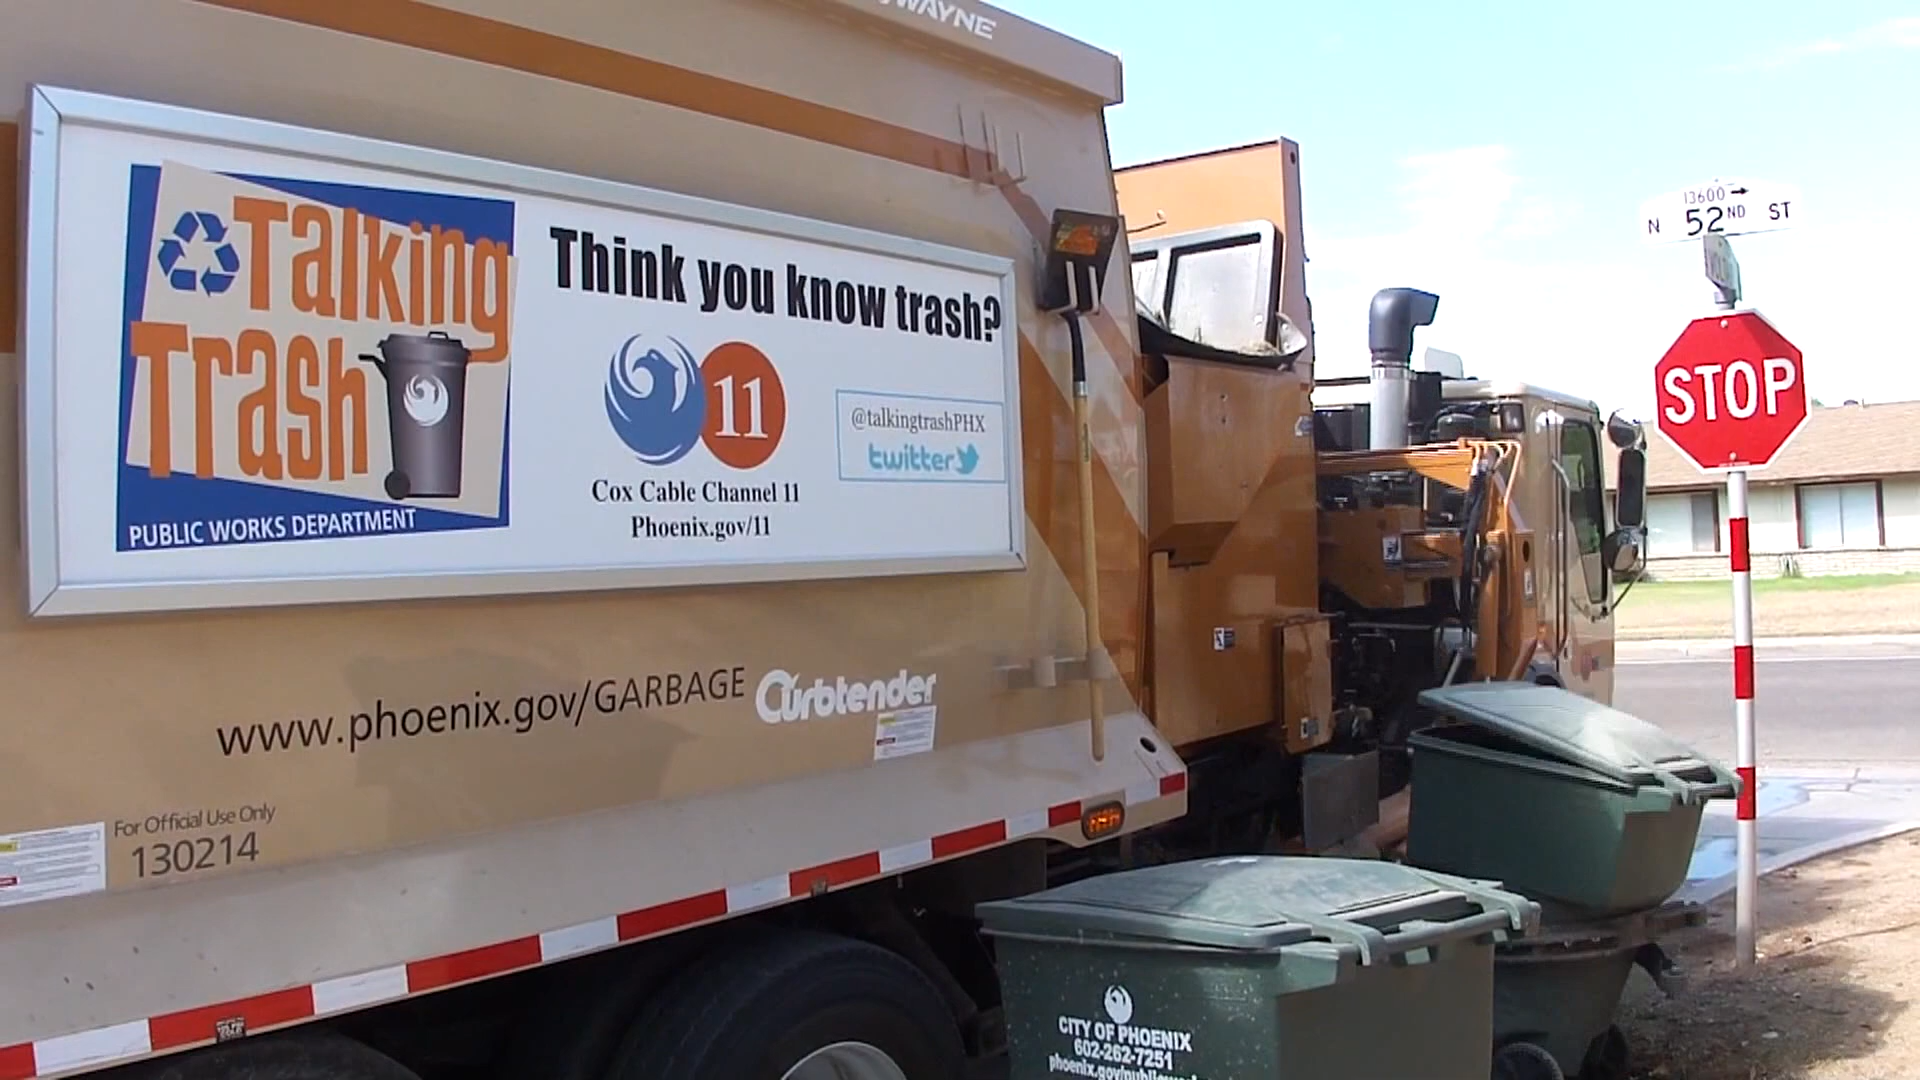 WAYNE
Talking
Trash
PUBLIC WORKS DEPARTMENT
Think you know trash?
11
Cox Cable Channel 11
Phoenix.gov/11
@talkingtrashPHX
twitter
www.phoenix.gov/GARBAGE
Curbtender
For Official Use Only
130214
13600
N 52ND ST
STOP
CITY OF PHOENIX
602-262-7251